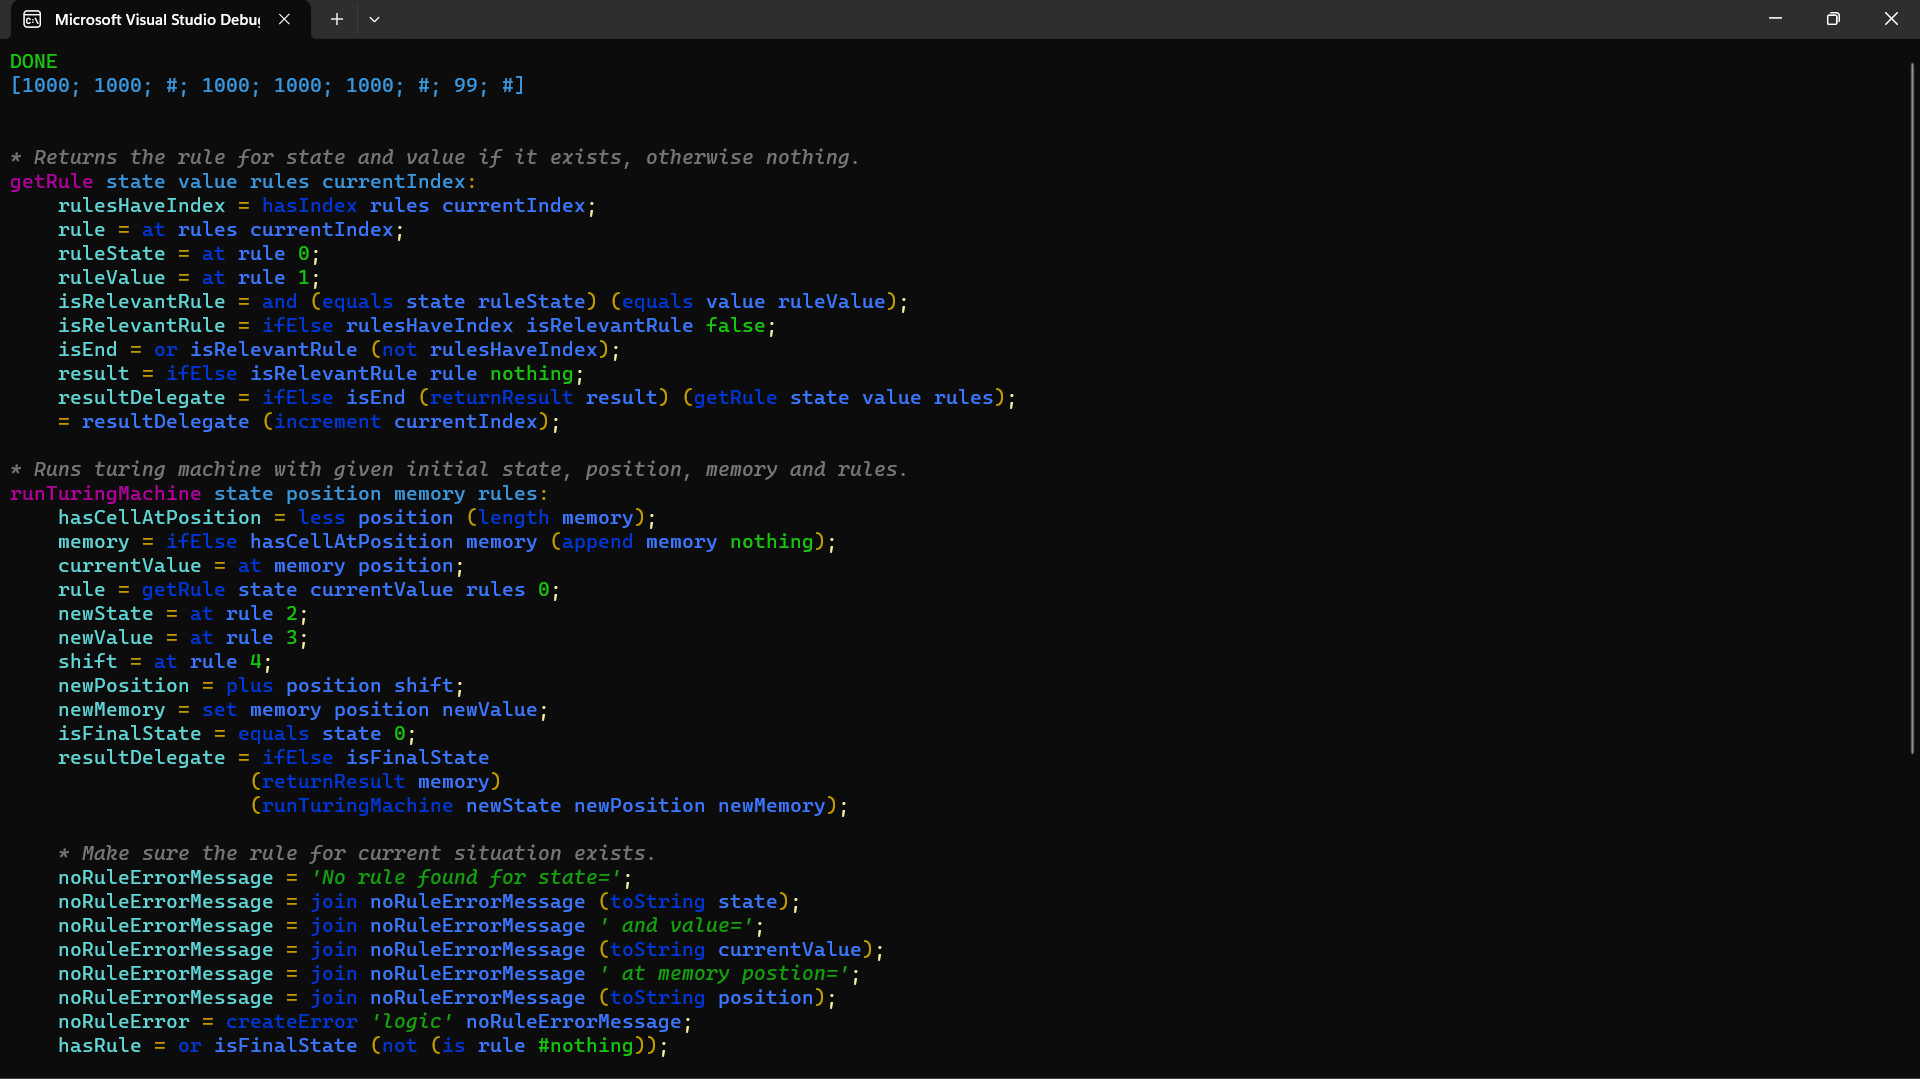 Microsoft Visual Studio Debug
DONE
[1000; 1000; #; 1000; 1000; 1000; #; 99; #]
* Returns the rule for state and value if it exists, otherwise nothing.
getRule state value rules currentIndex:
    rulesHaveIndex = hasIndex rules currentIndex;
    rule = at rules currentIndex;
    ruleState = at rule 0;
    ruleValue = at rule 1;
    isRelevantRule = and (equals state ruleState) (equals value ruleValue);
    isRelevantRule = ifElse rulesHaveIndex isRelevantRule false;
    isEnd = or isRelevantRule (not rulesHaveIndex);
    result = ifElse isRelevantRule rule nothing;
    resultDelegate = ifElse isEnd (returnResult result) (getRule state value rules);
    = resultDelegate (increment currentIndex);
* Runs turing machine with given initial state, position, memory and rules.
runTuringMachine state position memory rules:
    hasCellAtPosition = less position (length memory);
    memory = ifElse hasCellAtPosition memory (append memory nothing);
    currentValue = at memory position;
    rule = getRule state currentValue rules 0;
    newState = at rule 2;
    newValue = at rule 3;
    shift = at rule 4;
    newPosition = plus position shift;
    newMemory = set memory position newValue;
    isFinalState = equals state 0;
    resultDelegate = ifElse isFinalState
                    (returnResult memory)
                    (runTuringMachine newState newPosition newMemory);
    * Make sure the rule for current situation exists.
    noRuleErrorMessage = 'No rule found for state=';
    noRuleErrorMessage = join noRuleErrorMessage (toString state);
    noRuleErrorMessage = join noRuleErrorMessage ' and value=';
    noRuleErrorMessage = join noRuleErrorMessage (toString currentValue);
    noRuleErrorMessage = join noRuleErrorMessage ' at memory postion=';
    noRuleErrorMessage = join noRuleErrorMessage (toString position);
    noRuleError = createError 'logic' noRuleErrorMessage;
    hasRule = or isFinalState (not (is rule #nothing));